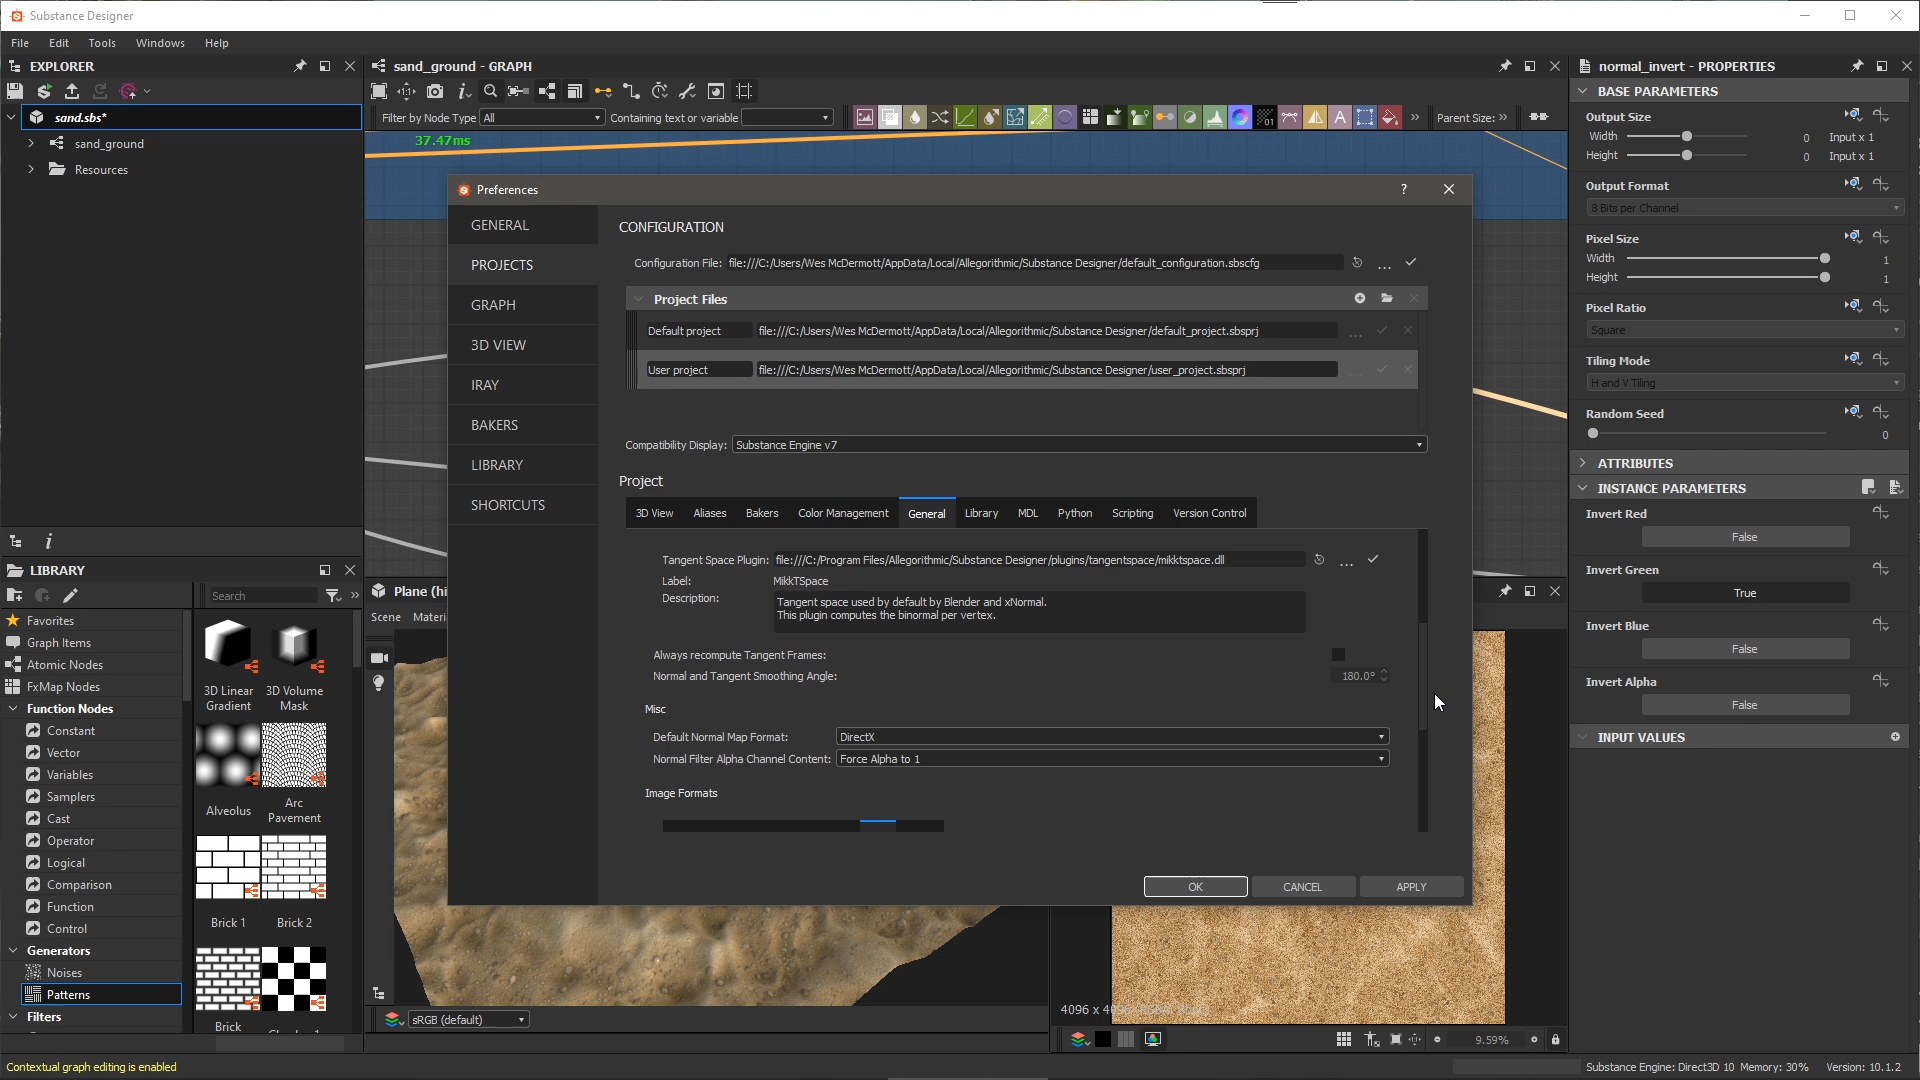 Substance Designer
File Edit Tools Windows Help
EXPLORER
sand.sbs*
sand_ground
Resources
sand_ground - GRAPH
Filter by Node Type All Containing text or variable Parent Size: >>
37.47ms
normal_invert - PROPERTIES
BASE PARAMETERS
Output Size
Width 0 Input x 1
Height 0 Input x 1
Output Format
8 Bits per Channel
Pixel Size
Width 1
Height 1
Pixel Ratio
Square
Tiling Mode
H and V Tiling
Random Seed
0
ATTRIBUTES
INSTANCE PARAMETERS
Invert Red
False
Invert Green
True
Invert Blue
False
Invert Alpha
False
INPUT VALUES
Preferences ?
GENERAL
PROJECTS
GRAPH
3D VIEW
IRAY
BAKERS
LIBRARY
SHORTCUTS
CONFIGURATION
Configuration File: file:///C:/Users/Wes McDermott/AppData/Local/Allegorithmic/Substance Designer/default_configuration.sbscfg ...
Project Files
Default project file:///C:/Users/Wes McDermott/AppData/Local/Allegorithmic/Substance Designer/default_project.sbsprj ...
User project file:///C:/Users/Wes McDermott/AppData/Local/Allegorithmic/Substance Designer/user_project.sbsprj
Compatibility Display: Substance Engine v7
Project
3D View Aliases Bakers Color Management General Library MDL Python Scripting Version Control
Tangent Space Plugin: file:///C:/Program Files/Allegorithmic/Substance Designer/plugins/tangentspace/mikktspace.dll ...
Label: MikkTSpace
Description: Tangent space used by default by Blender and xNormal.
This plugin computes the binormal per vertex.
Always recompute Tangent Frames:
Normal and Tangent Smoothing Angle: 180.0°
Misc
Default Normal Map Format: DirectX
Normal Filter Alpha Channel Content: Force Alpha to 1
Image Formats
OK CANCEL APPLY
LIBRARY
Search
Favorites
Graph Items
Atomic Nodes
FxMap Nodes
Function Nodes
Constant
Vector
Variables
Samplers
Cast
Operator
Logical
Comparison
Function
Control
Generators
Noises
Patterns
Filters
3D Linear Gradient
3D Volume Mask
Alveolus
Arc Pavement
Brick 1
Brick 2
Brick
Plane (hi
Scene Materi
sRGB (default)
4096 x
9.59%
Contextual graph editing is enabled
Substance Engine: Direct3D 10 Memory: 30% Version: 10.1.2